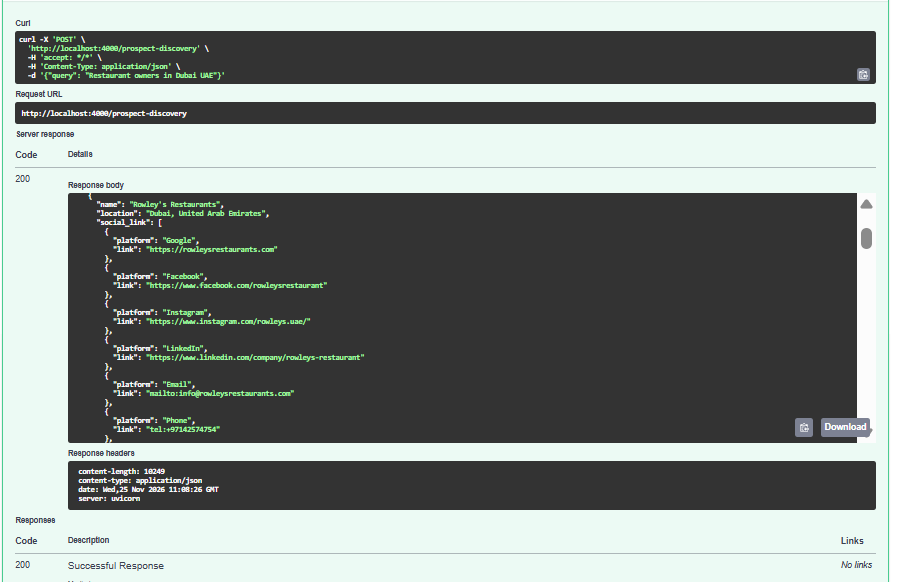 Curl
curl -X 'POST' \
'http://localhost:4000/prospect-discovery' \
-H 'accept: */*' \
-H 'Content-Type: application/json' \
-d '{"query": "Restaurant owners in Dubai UAE"}'
Request URL
http://localhost:4000/prospect-discovery
Server response
Code Details
200
Response body
{
"name": "Rowley's Restaurants",
"location": "Dubai, United Arab Emirates",
"social_link": [
{
"platform": "Google",
"link": "https://rowleysrestaurants.com"
},
{
"platform": "Facebook",
"link": "https://www.facebook.com/rowleysrestaurant"
},
{
"platform": "Instagram",
"link": "https://www.instagram.com/rowleys.uae/"
},
{
"platform": "LinkedIn",
"link": "https://www.linkedin.com/company/rowleys-restaurant"
},
{
"platform": "Email",
"link": "mailto:info@rowleysrestaurants.com"
},
{
"platform": "Phone",
"link": "tel:+97142574754"
},
Download
Response headers
content-length: 10249
content-type: application/json
date: Wed,25 Nov 2026 11:08:26 GMT
server: uvicorn
Responses
Code Description Links
200 Successful Response No links